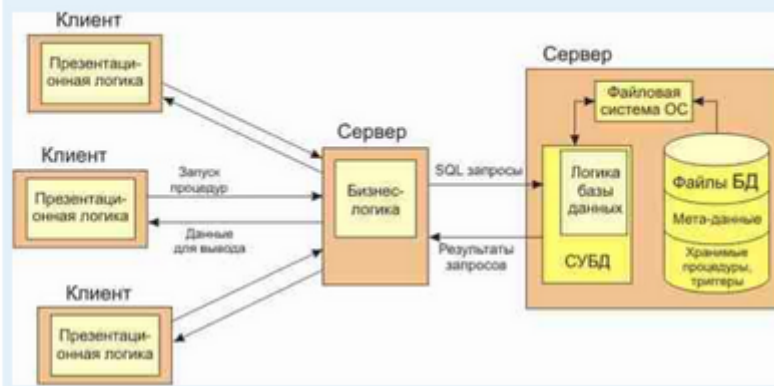 Клиент
Презентаци-
онная логика
Клиент
Презентаци-
онная логика
Клиент
Презентаци-
онная логика
Запуск
процедур
Данные
для вывода
Сервер
Бизнес-
логика
SQL запросы
Результаты
запросов
Сервер
Файловая
система ОС
Логика
базы
данных
СУБД
Файлы БД
Мета-данные
Хранимые
процедуры,
триггеры